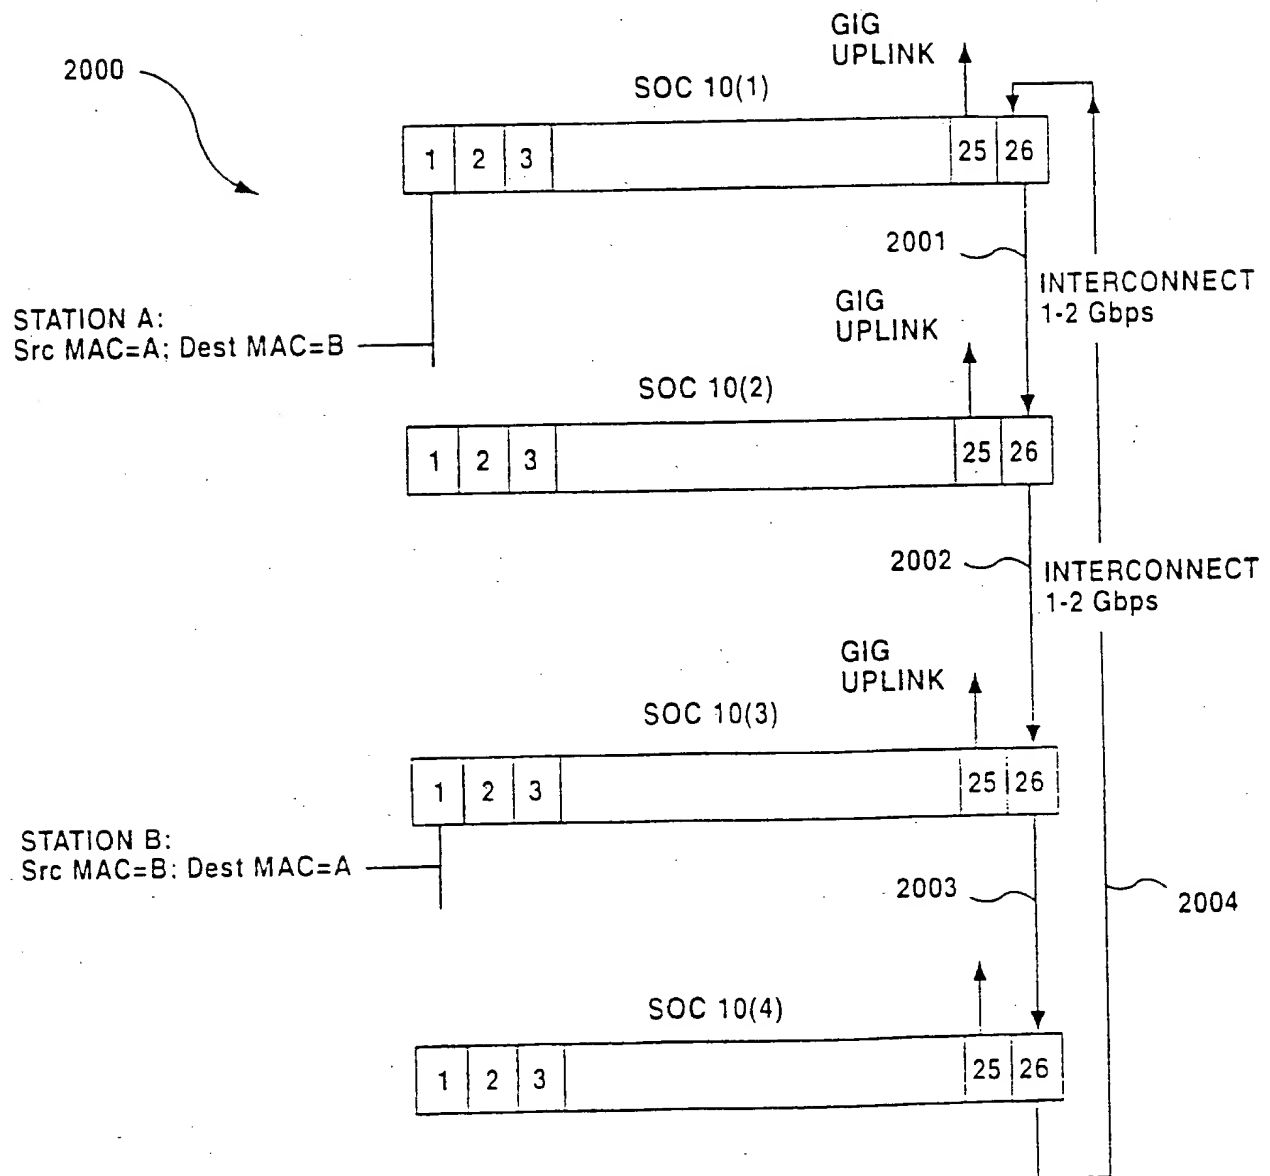 GIG
UPLINK
2000
SOC 10(1)
1 2 3 25 26
2001
INTERCONNECT
1-2 Gbps
GIG
UPLINK
STATION A:
Src MAC=A; Dest MAC=B
SOC 10(2)
1 2 3 25 26
2002
INTERCONNECT
1-2 Gbps
GIG
UPLINK
SOC 10(3)
1 2 3 25 26
STATION B:
Src MAC=B; Dest MAC=A
2003
2004
SOC 10(4)
1 2 3 25 26